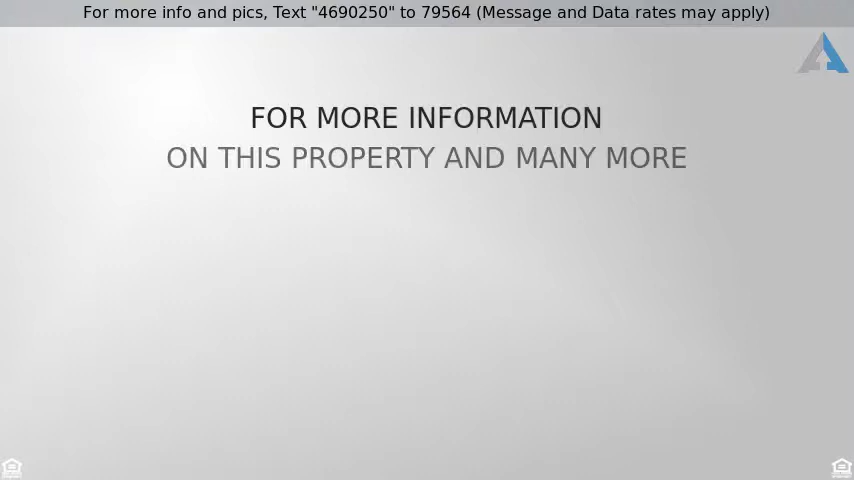 For more info and pics, Text "4690250" to 79564 (Message and Data rates may apply)
FOR MORE INFORMATION
ON THIS PROPERTY AND MANY MORE